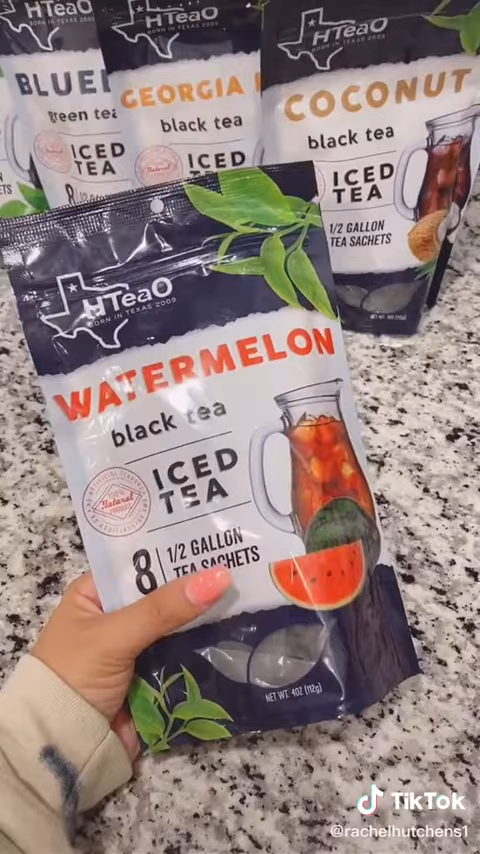 HTeaO
BORN IN TEXAS 2009
green tea
ICED
TEA
8
HTeaO
BORN IN TEXAS 2009
GEORGIA
black tea
ICED
HTeaO
BORN IN TEXAS 2009
COCONUT
black tea
ICED
TEA
1/2 GALLON
TEA SACHETS
HTeaO
BORN IN TEXAS 2009
WATERMELON
black tea
ICED
TEA
100%
Natural
8
1/2 GALLON
TEA SACHETS
NET WT. 4OZ (112g)
TikTok
@rachelhutchens1